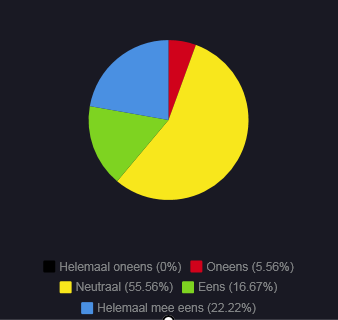 Helemaal oneens (0%) Oneens (5.56%)
Neutraal (55.56%) Eens (16.67%)
Helemaal mee eens (22.22%)